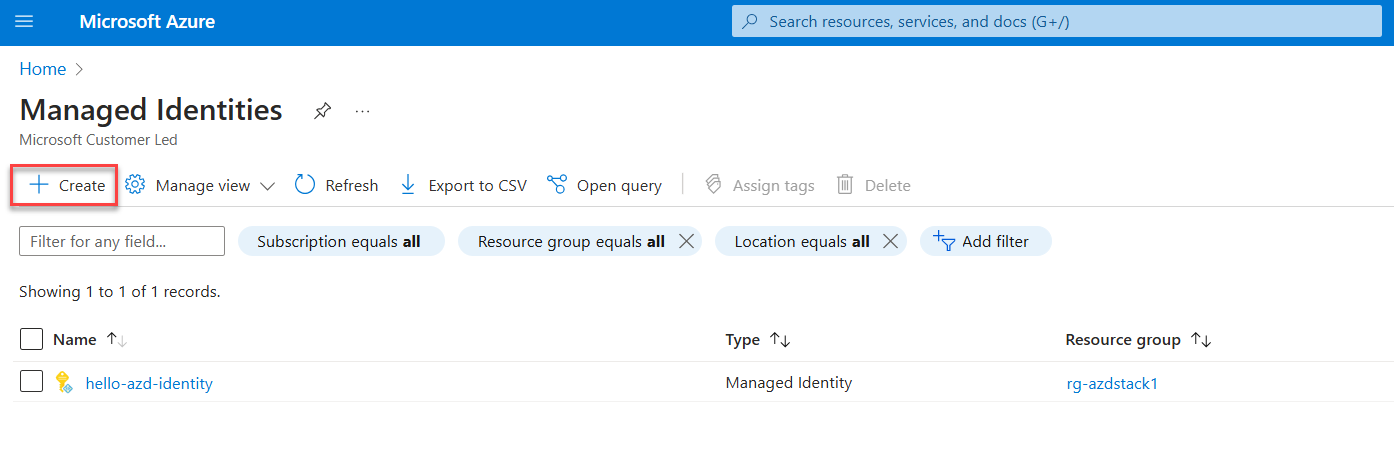 Microsoft Azure Search resources, services, and docs (G+/)
Home
Managed Identities ...
Microsoft Customer Led
Create Manage view Refresh Export to CSV Open query Assign tags Delete
Filter for any field... Subscription equals all Resource group equals all Location equals all Add filter
Showing 1 to 1 of 1 records.
Name Type Resource group
hello-azd-identity Managed Identity rg-azdstack1